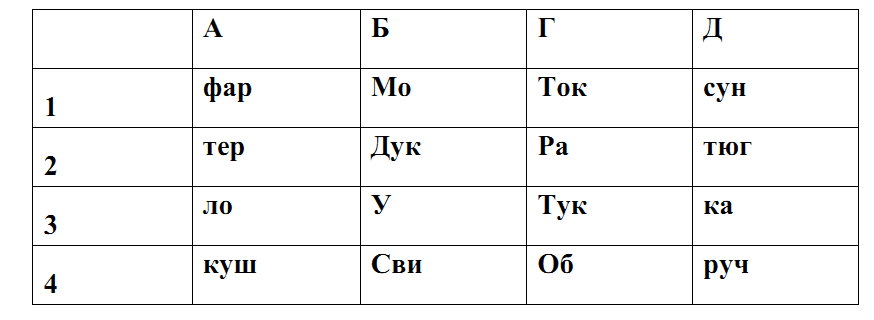 А Б Г Д
1 фар Мо Ток сун
2 тер Дук Ра тюг
3 ло У Тук ка
4 куш Сви Об руч